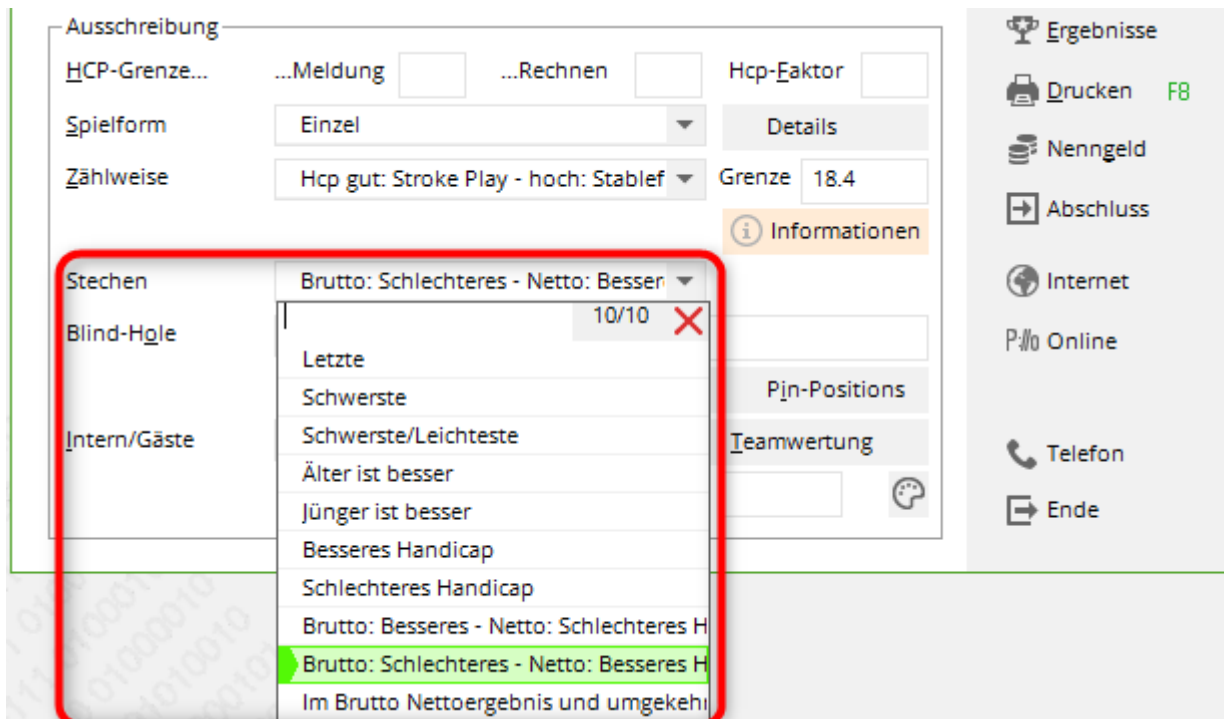 Ausschreibung
HCP-Grenze... ...Meldung ...Rechnen Hcp-Faktor
Spielform Einzel Details
Zählweise Hcp gut: Stroke Play - hoch: Stablef Grenze 18.4
Informationen
Stechen Brutto: Schlechteres - Netto: Besser
10/10
Blind-Hole
Letzte
Schwerste Pin-Positions
Intern/Gäste Schwerste/Leichteste Teamwertung
Älter ist besser
Jünger ist besser
Besseres Handicap
Schlechteres Handicap
Brutto: Besseres - Netto: Schlechteres H
Brutto: Schlechteres - Netto: Besseres H
Im Brutto Nettoergebnis und umgekeh
Ergebnisse
Drucken F8
Nenngeld
Abschluss
Internet
P:// Online
Telefon
Ende